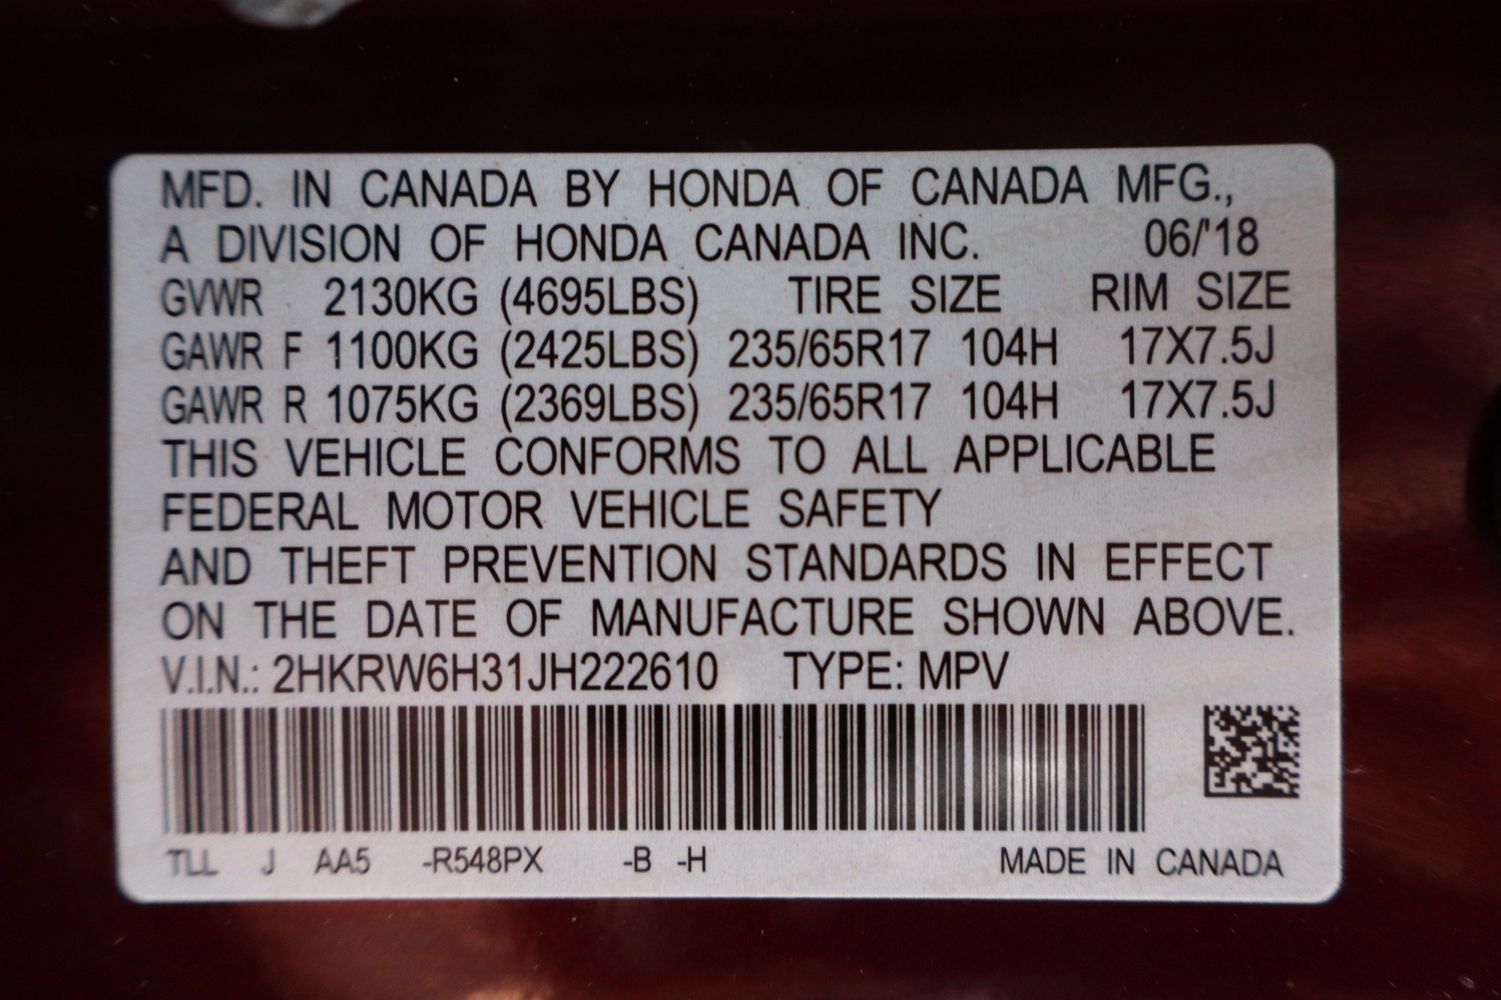 MFD. IN CANADA BY HONDA OF CANADA MFG.,
A DIVISION OF HONDA CANADA INC. 06/'18
GVWR 2130KG (4695LBS) TIRE SIZE RIM SIZE
GAWR F 1100KG (2425LBS) 235/65R17 104H 17X7.5J
GAWR R 1075KG (2369LBS) 235/65R17 104H 17X7.5J
THIS VEHICLE CONFORMS TO ALL APPLICABLE
FEDERAL MOTOR VEHICLE SAFETY
AND THEFT PREVENTION STANDARDS IN EFFECT
ON THE DATE OF MANUFACTURE SHOWN ABOVE.
V.I.N.: 2HKRW6H31JH222610 TYPE: MPV
TLL J AA5 -R548PX -B -H MADE IN CANADA